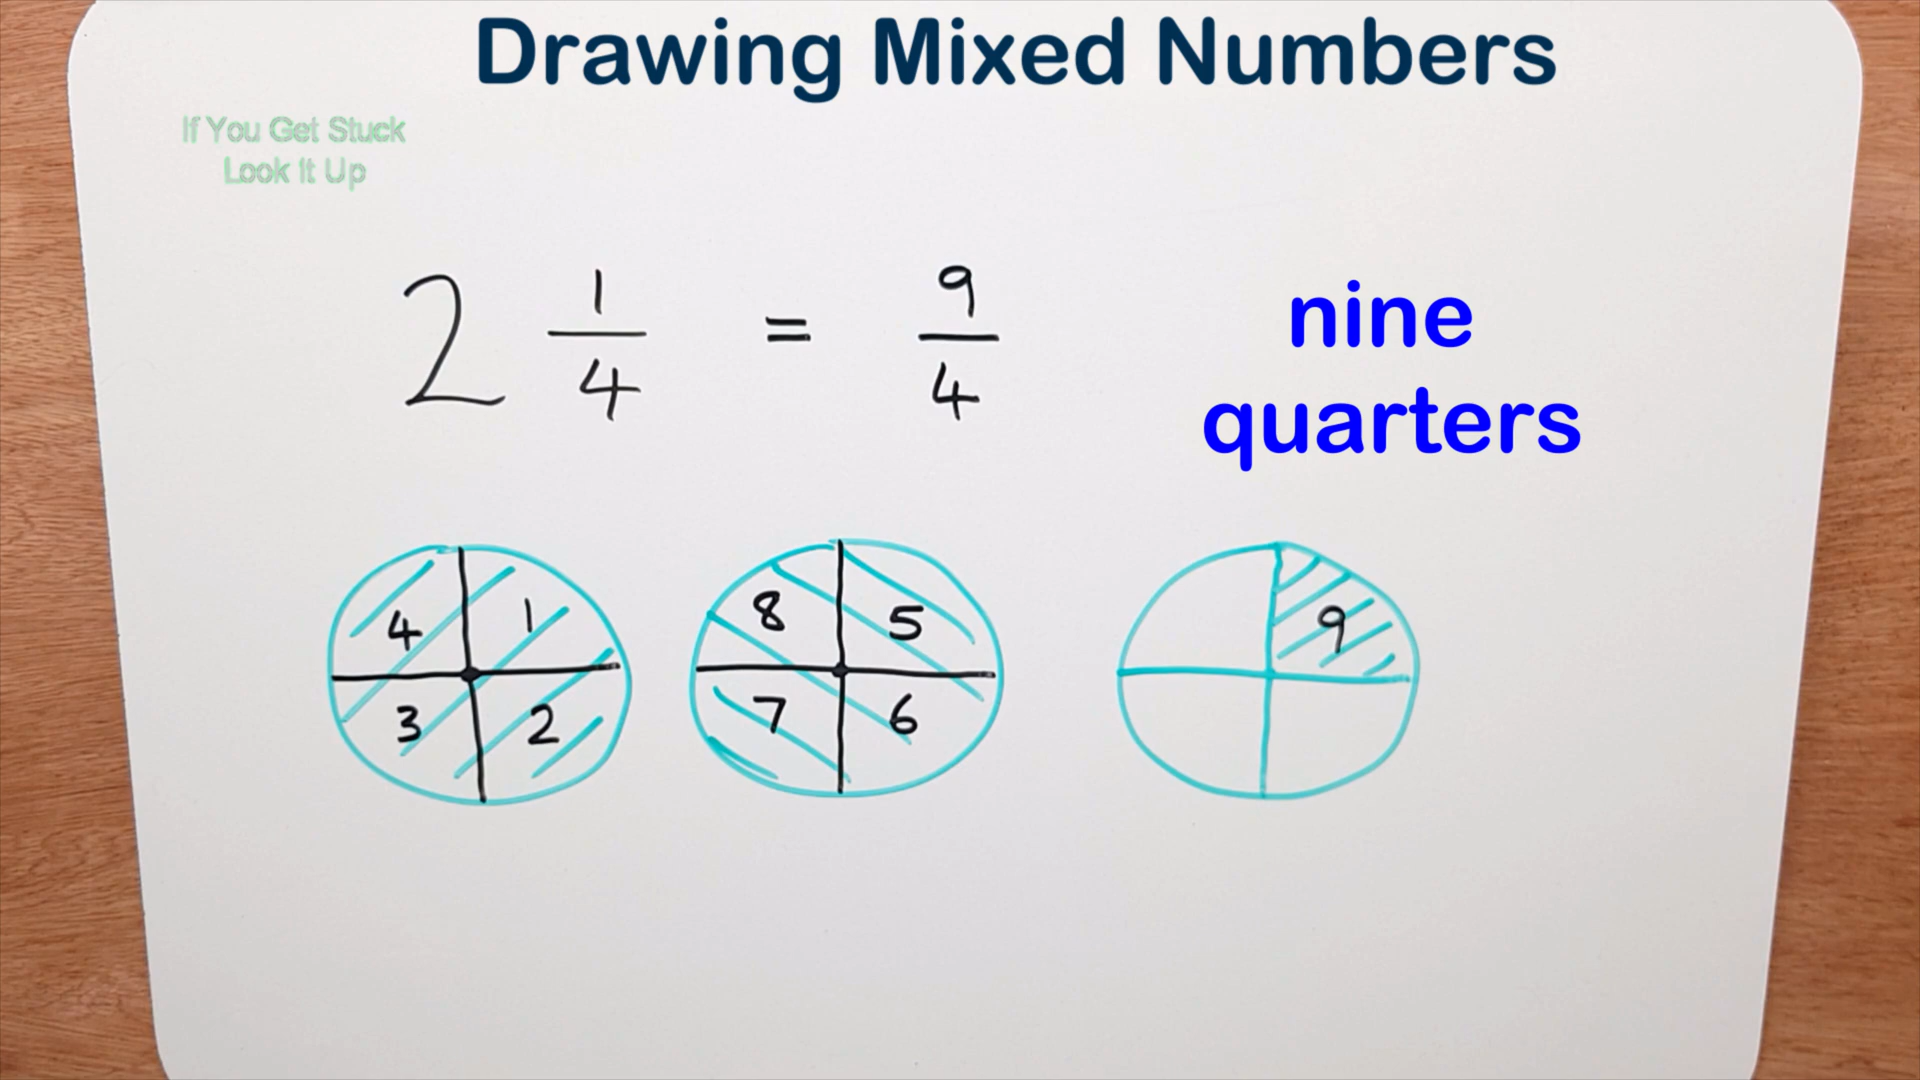 Drawing Mixed Numbers
If You Get Stuck
Look It Up
2 1/4 = 9/4
nine
quarters
4 1 8 5 9
3 2 7 6